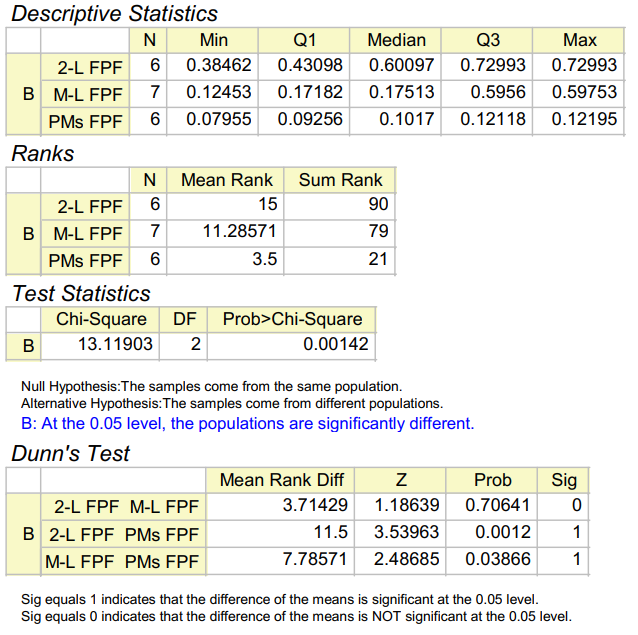 Descriptive Statistics
N Min Q1 Median Q3 Max
2-L FPF 6 0.38462 0.43098 0.60097 0.72993 0.72993
B M-L FPF 7 0.12453 0.17182 0.17513 0.5956 0.59753
PMs FPF 6 0.07955 0.09256 0.1017 0.12118 0.12195
Ranks
N Mean Rank Sum Rank
2-L FPF 6 15 90
B M-L FPF 7 11.28571 79
PMs FPF 6 3.5 21
Test Statistics
Chi-Square DF Prob>Chi-Square
B 13.11903 2 0.00142
Null Hypothesis:The samples come from the same population.
Alternative Hypothesis:The samples come from different populations.
B: At the 0.05 level, the populations are significantly different.
Dunn's Test
Mean Rank Diff Z Prob Sig
2-L FPF M-L FPF 3.71429 1.18639 0.70641 0
B 2-L FPF PMs FPF 11.5 3.53963 0.0012 1
M-L FPF PMs FPF 7.78571 2.48685 0.03866 1
Sig equals 1 indicates that the difference of the means is significant at the 0.05 level.
Sig equals 0 indicates that the difference of the means is NOT significant at the 0.05 level.